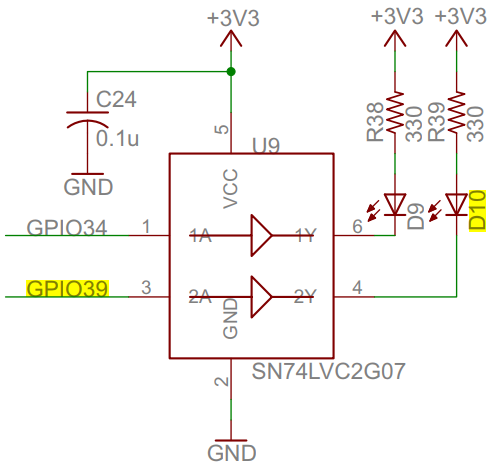 +3V3
+3V3
+3V3
C24
0.1u
GND
R38
330
R39
330
5
U9
VCC
D9
D10
GPIO34
1
1A
1Y
6
GPIO39
3
2A
2Y
4
GND
2
SN74LVC2G07
GND